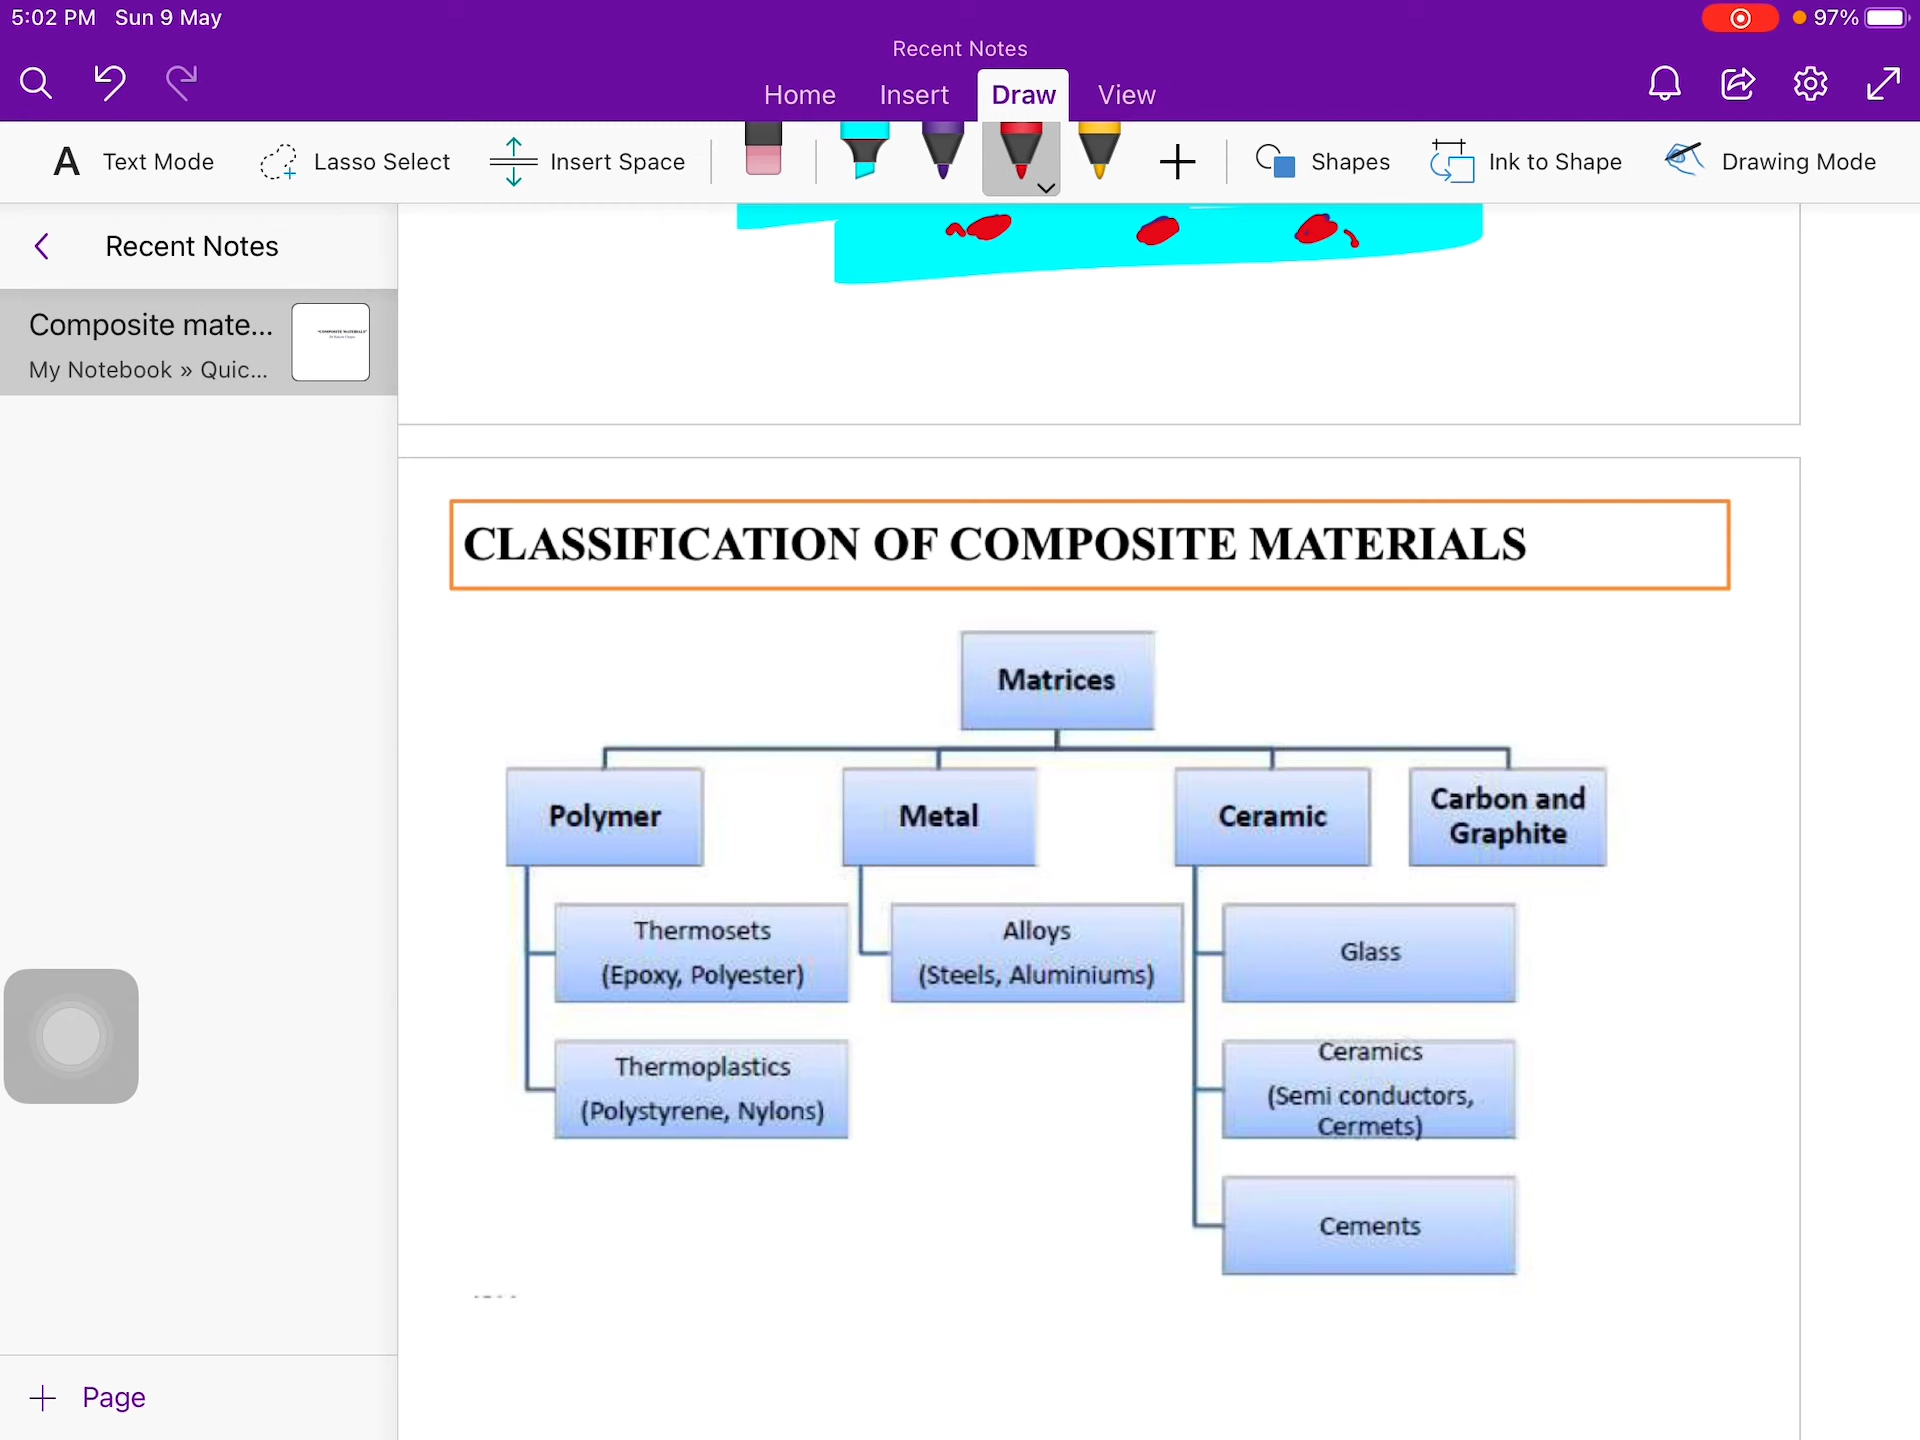 5:02 PM Sun 9 May
97%
Recent Notes
Home Insert Draw View
A Text Mode Lasso Select Insert Space Shapes Ink to Shape Drawing Mode
Recent Notes
Composite mate...
My Notebook » Quic...
"COMPOSITE MATERIALS"
CLASSIFICATION OF COMPOSITE MATERIALS
Matrices
Polymer
Metal
Ceramic
Carbon and
Graphite
Thermosets
(Epoxy, Polyester)
Alloys
(Steels, Aluminiums)
Glass
Thermoplastics
(Polystyrene, Nylons)
Ceramics
(Semi conductors,
Cermets)
Cements
Page